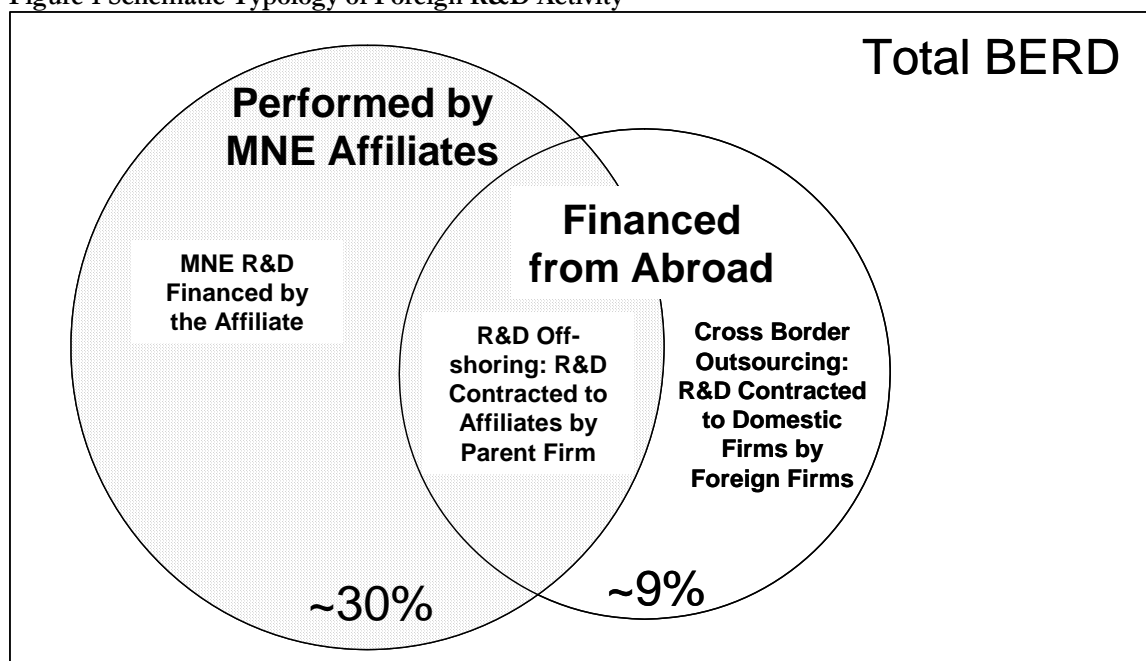 Figure 1 Schematic Typology of Foreign R&D Activity
Total BERD
Performed by
MNE Affiliates
Financed
from Abroad
MNE R&D
Financed by
the Affiliate
R&D Off-
shoring: R&D
Contracted to
Affiliates by
Parent Firm
Cross Border
Outsourcing:
R&D Contracted
to Domestic
Firms by
Foreign Firms
~30%
~9%